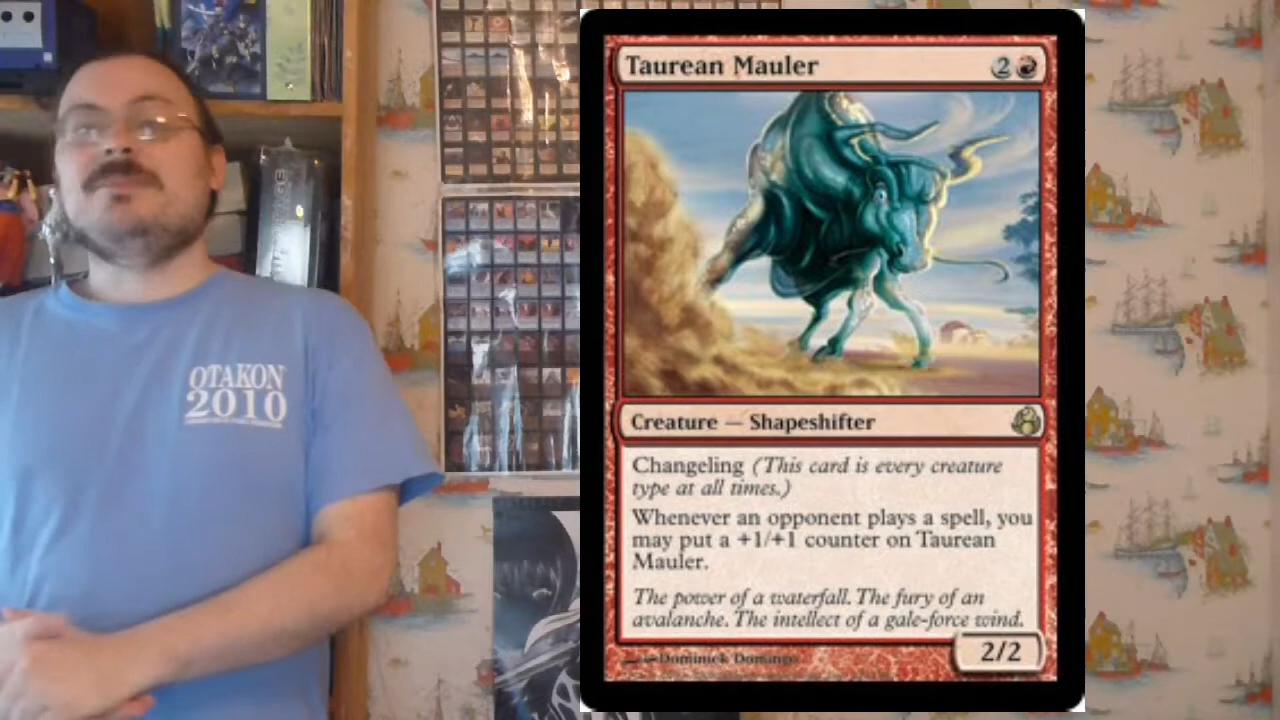 OTAKON
2010
Taurean Mauler
2
Creature — Shapeshifter
Changeling (This card is every creature
type at all times.)
Whenever an opponent plays a spell, you
may put a +1/+1 counter on Taurean
Mauler.
The power of a waterfall. The fury of an
avalanche. The intellect of a gale-force wind.
Dominick Domingo
2/2